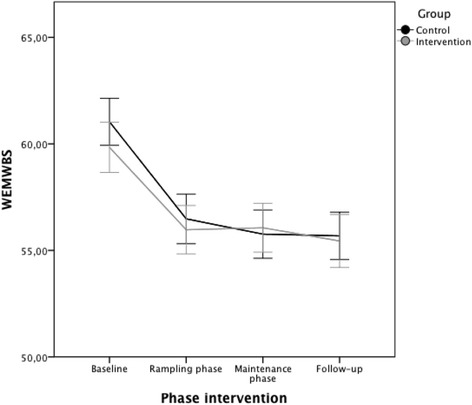 Group
Control
Intervention
65,00
60,00
55,00
50,00
WEMWBS
Baseline
Rampling phase
Maintenance
phase
Follow-up
Phase intervention